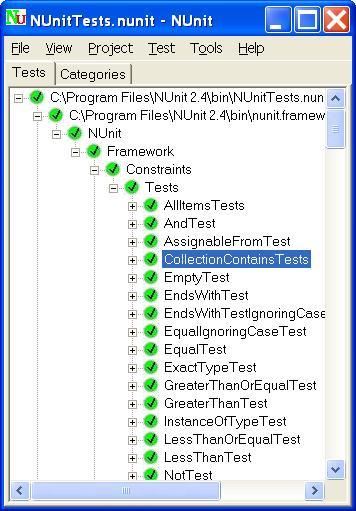 NUnitTests.nunit - NUnit
File View Project Test Tools Help
Tests Categories
C:\Program Files\NUnit 2.4\bin\NUnitTests.nun
C:\Program Files\NUnit 2.4\bin\nunit.framew
NUnit
Framework
Constraints
Tests
AllItemsTests
AndTest
AssignableFromTest
CollectionContainsTests
EmptyTest
EndsWithTest
EndsWithTestIgnoringCase
EqualIgnoringCaseTest
EqualTest
ExactTypeTest
GreaterThanOrEqualTest
GreaterThanTest
InstanceOfTypeTest
LessThanOrEqualTest
LessThanTest
NotTest